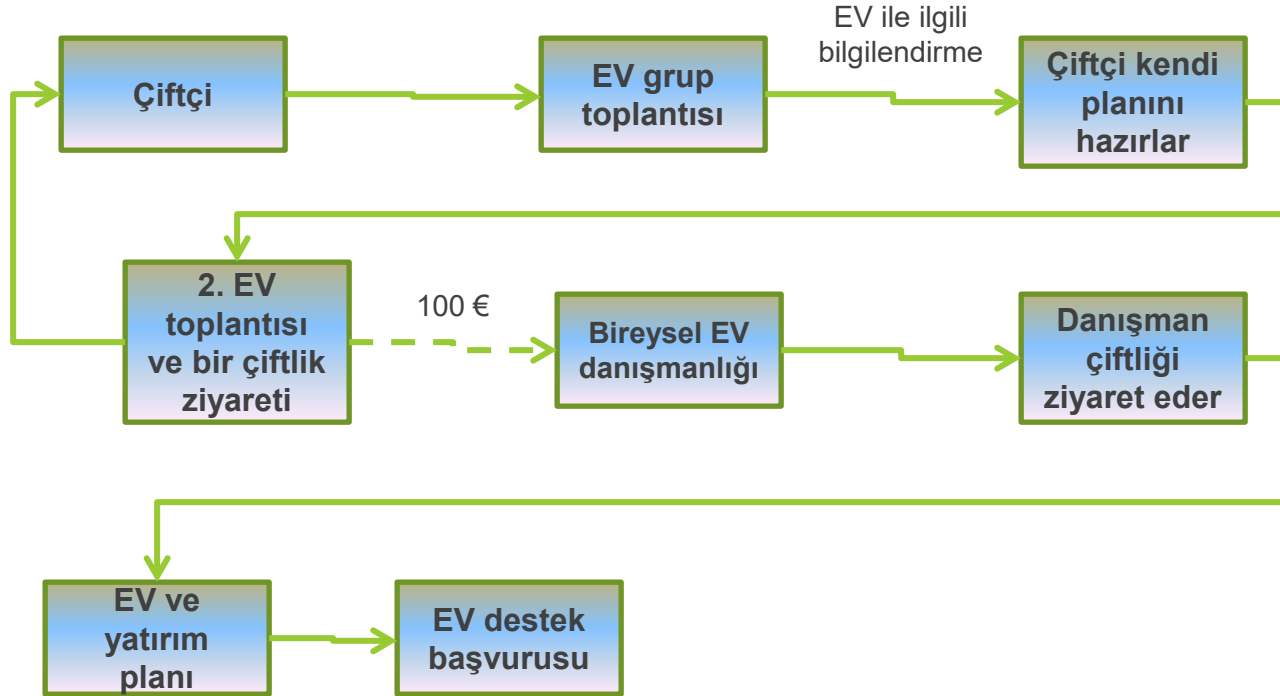 EV ile ilgili
bilgilendirme
Çiftçi
EV grup
toplantısı
Çiftçi kendi
planını
hazırlar
2. EV
toplantısı
ve bir çiftlik
ziyareti
100 €
Bireysel EV
danışmanlığı
Danışman
çiftliği
ziyaret eder
EV ve
yatırım
planı
EV destek
başvurusu